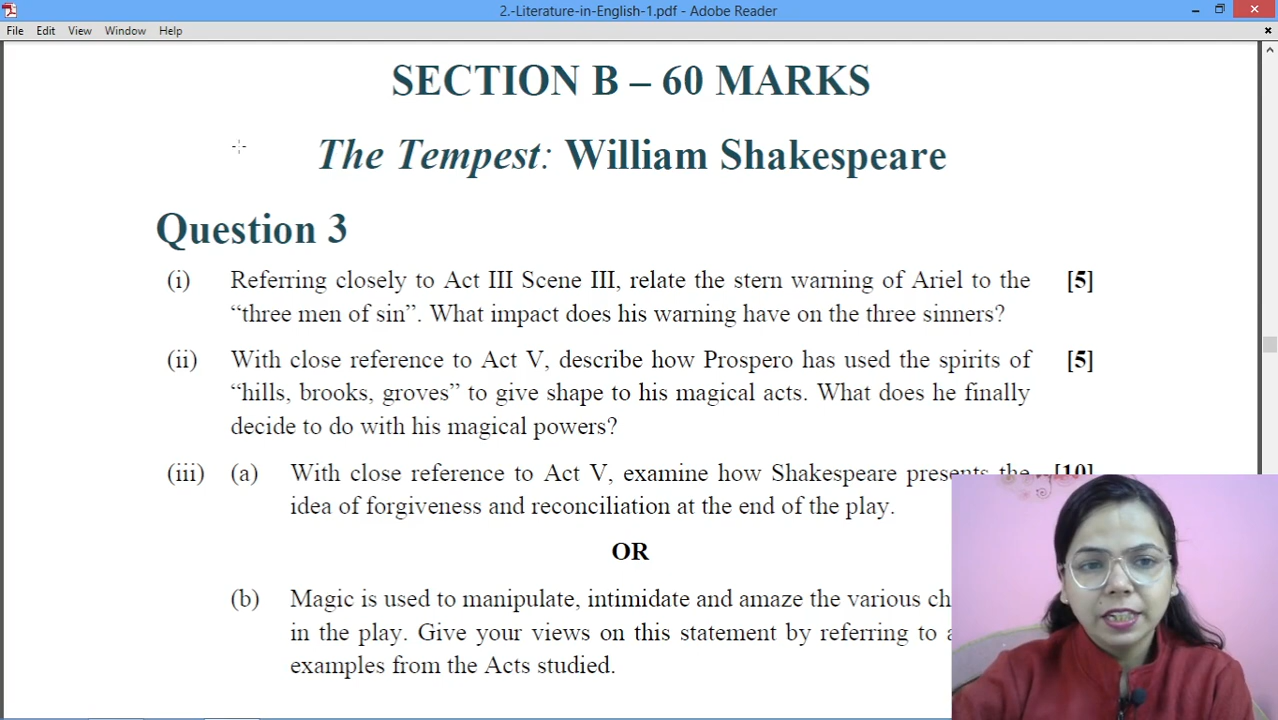 2.-Literature-in-English-1.pdf - Adobe Reader
File Edit View Window Help
SECTION B – 60 MARKS
The Tempest: William Shakespeare
Question 3
(i) Referring closely to Act III Scene III, relate the stern warning of Ariel to the [5]
“three men of sin”. What impact does his warning have on the three sinners?
(ii) With close reference to Act V, describe how Prospero has used the spirits of [5]
“hills, brooks, groves” to give shape to his magical acts. What does he finally
decide to do with his magical powers?
(iii) (a) With close reference to Act V, examine how Shakespeare presents the [10]
idea of forgiveness and reconciliation at the end of the play.
OR
(b) Magic is used to manipulate, intimidate and amaze the various
in the play. Give your views on this statement by referring to
examples from the Acts studied.